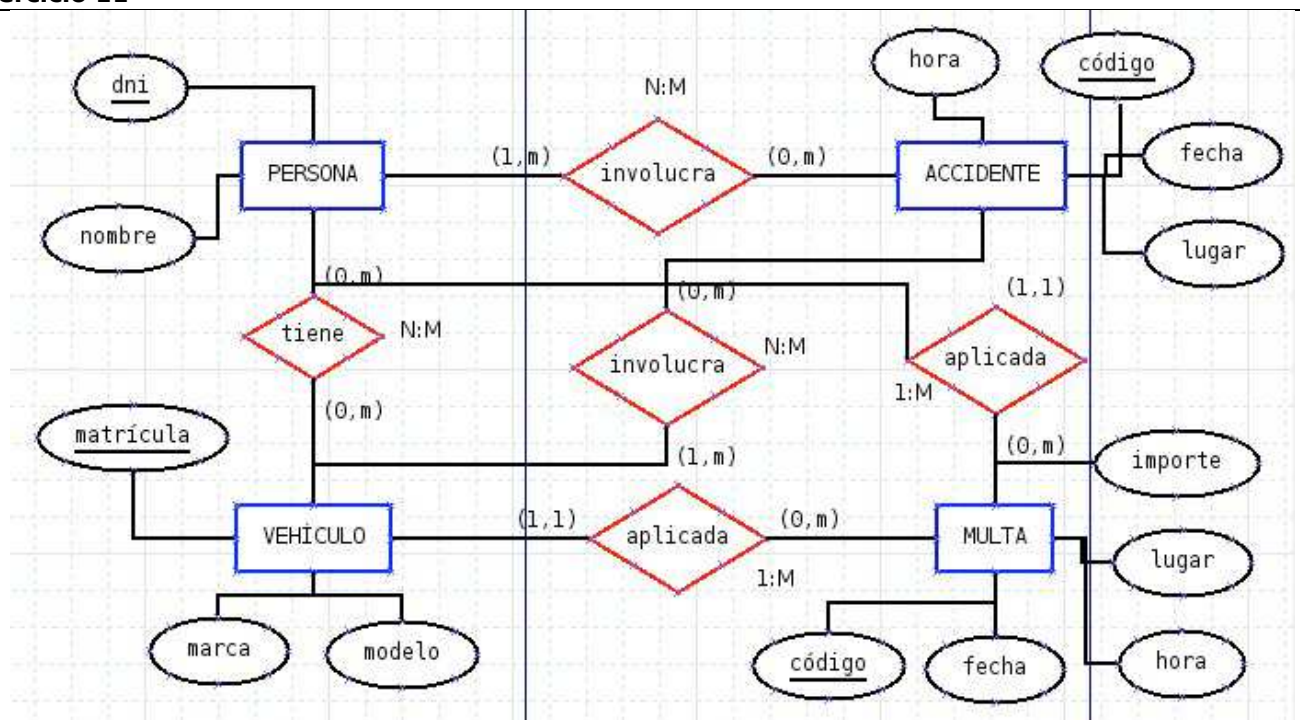 hora
código
N:M
dni
fecha
(1,m)
(0,m)
PERSONA
involucra
ACCIDENTE
nombre
lugar
(0,m)
(0,m)
(1,1)
tiene
N:M
involucra
N:M
aplicada
1:M
(0,m)
matrícula
(1,m)
(0,m)
importe
(1,1)
(0,m)
VEHÍCULO
aplicada
MULTA
lugar
1:M
marca
modelo
código
fecha
hora